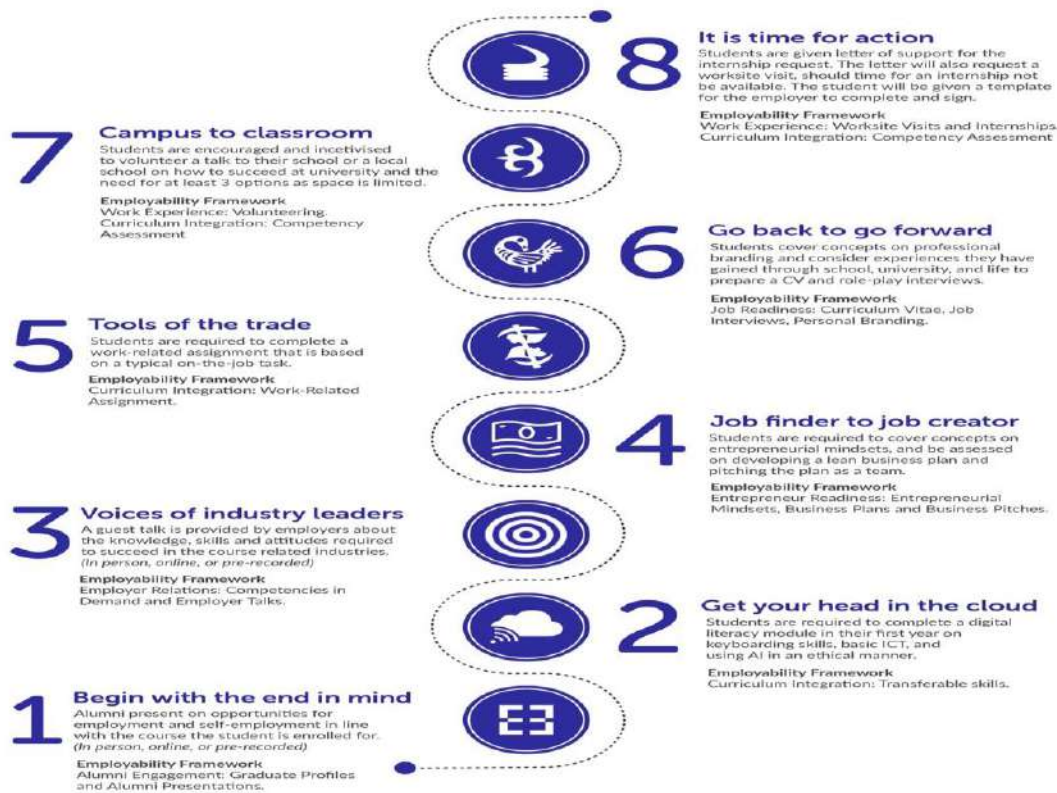 8
It is time for action
Students are given letter of support for the
internship request. The letter will also request a
worksite visit, should time for an internship not
be available. The student will be given a template
for the employer to complete and sign.
Employability Framework
Work Experience: Worksite Visits and Internships
Curriculum Integration: Competency Assessment
7
Campus to classroom
Students are encouraged and incetivised
to volunteer a talk to their school or a local
school on how to succeed at university and the
need for at least 3 options as space is limited.
Employability Framework
Work Experience: Volunteering.
Curriculum Integration: Competency
Assessment
6
Go back to go forward
Students cover concepts on professional
branding and consider experiences they have
gained through school, university, and life to
prepare a CV and role-play interviews.
Employability Framework
Job Readiness: Curriculum Vitae, Job
Interviews, Personal Branding.
5
Tools of the trade
Students are required to complete a
work-related assignment that is based
on a typical on-the-job task.
Employability Framework
Curriculum Integration: Work-Related
Assignment.
4
Job finder to job creator
Students are required to cover concepts on
entrepreneurial mindsets, and be assessed
on developing a lean business plan and
pitching the plan as a team.
Employability Framework
Entrepreneur Readiness: Entrepreneurial
Mindsets, Business Plans and Business Pitches.
3
Voices of industry leaders
A guest talk is provided by employers about
the knowledge, skills and attitudes required
to succeed in the course related industries.
(In person, online, or pre-recorded)
Employability Framework
Employer Relations: Competencies in
Demand and Employer Talks.
2
Get your head in the cloud
Students are required to complete a digital
literacy module in their first year on
keyboarding skills, basic ICT, and
using AI in an ethical manner.
Employability Framework
Curriculum Integration: Transferable skills.
1
Begin with the end in mind
Alumni present on opportunities for
employment and self-employment in line
with the course the student is enrolled for.
(In person, online, or pre-recorded)
Employability Framework
Alumni Engagement: Graduate Profiles
and Alumni Presentations.